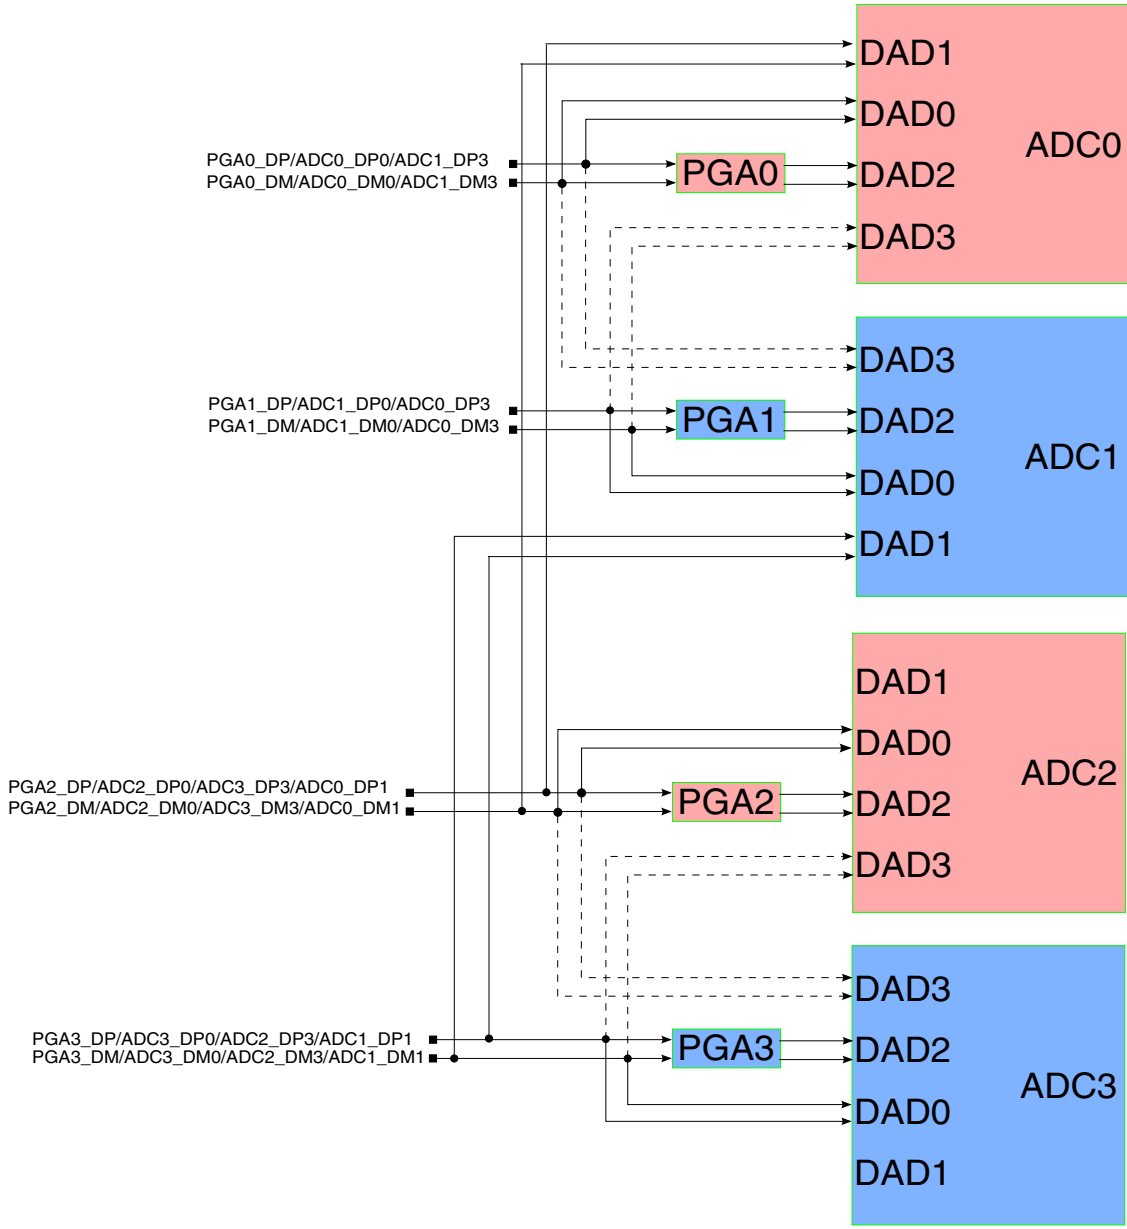 DAD1
DAD0
ADC0
PGA0_DP/ADC0_DP0/ADC1_DP3
PGA0_DM/ADC0_DM0/ADC1_DM3
PGA0
DAD2
DAD3
DAD3
PGA1_DP/ADC1_DP0/ADC0_DP3
PGA1_DM/ADC1_DM0/ADC0_DM3
PGA1
DAD2
ADC1
DAD0
DAD1
DAD1
DAD0
ADC2
PGA2_DP/ADC2_DP0/ADC3_DP3/ADC0_DP1
PGA2_DM/ADC2_DM0/ADC3_DM3/ADC0_DM1
PGA2
DAD2
DAD3
DAD3
PGA3_DP/ADC3_DP0/ADC2_DP3/ADC1_DP1
PGA3_DM/ADC3_DM0/ADC2_DM3/ADC1_DM1
PGA3
DAD2
ADC3
DAD0
DAD1